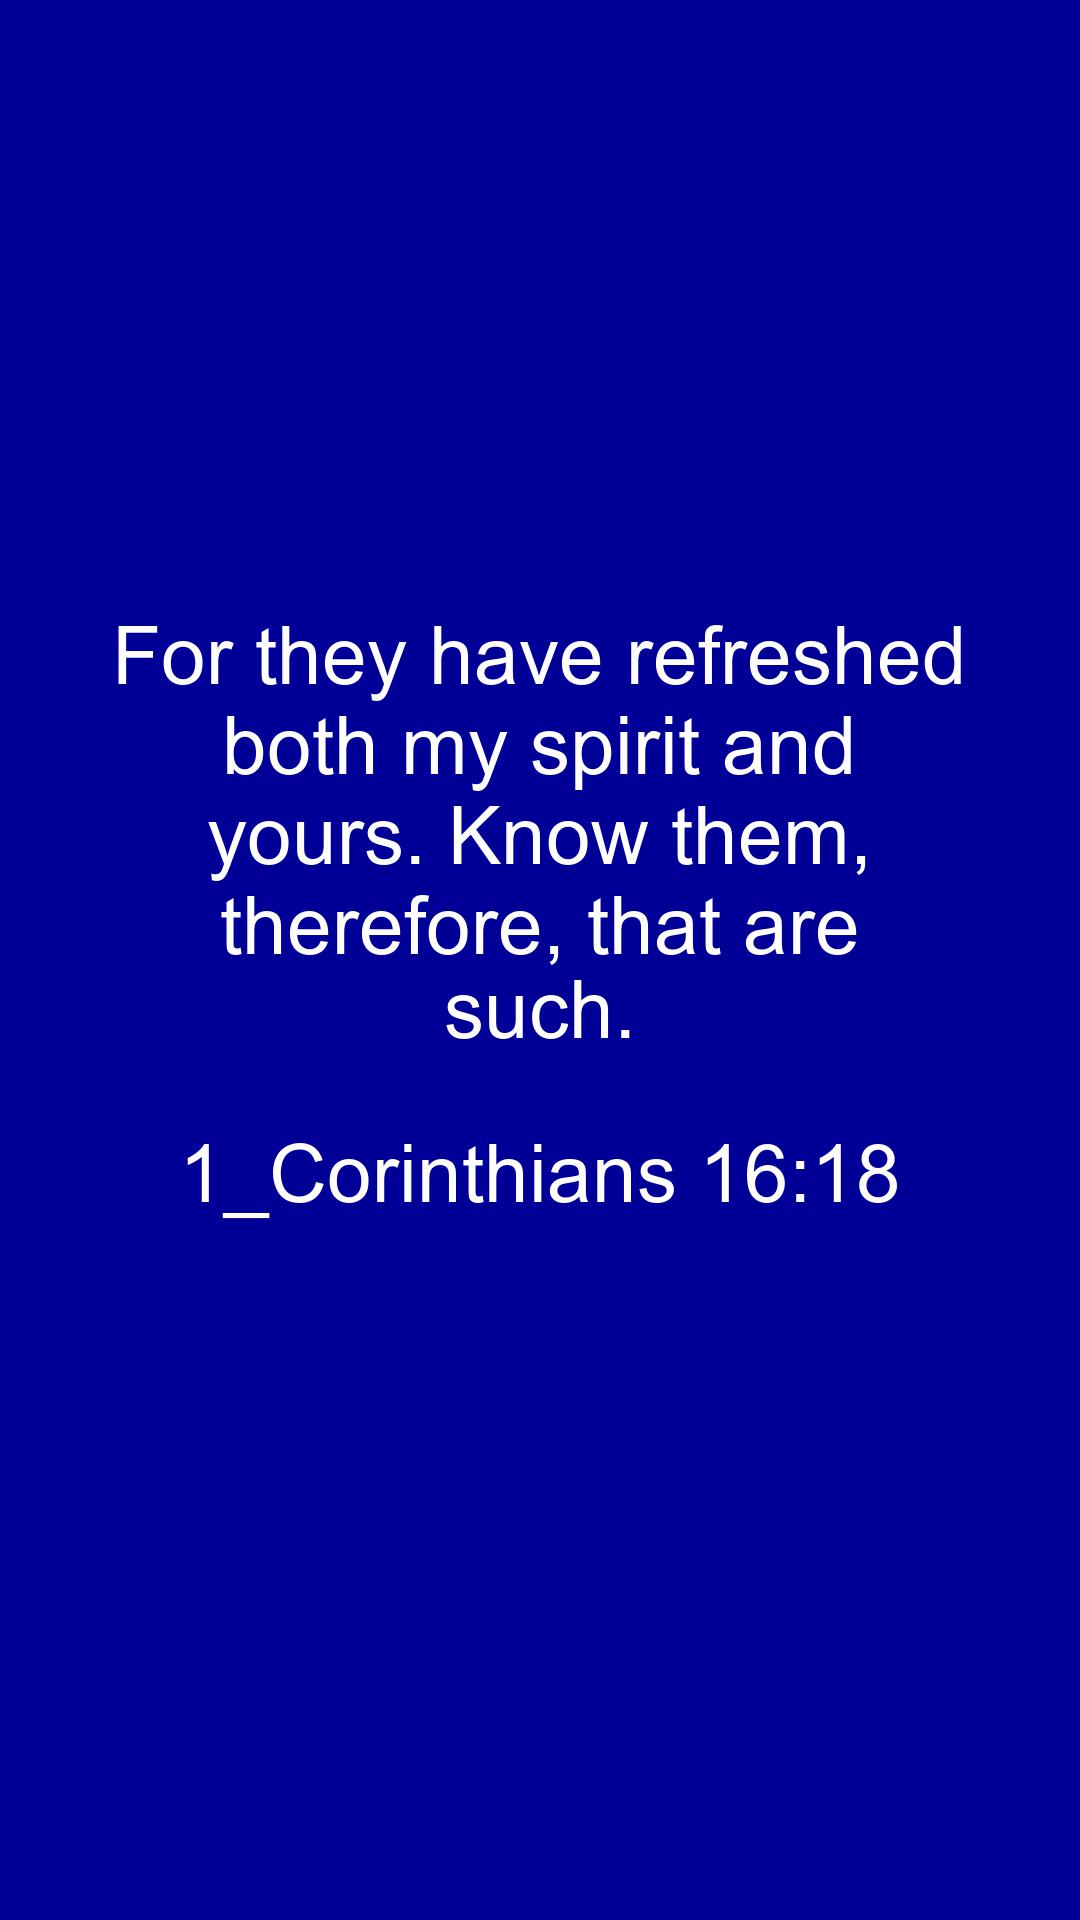 For they have refreshed
both my spirit and
yours. Know them,
therefore, that are
such.
1_Corinthians 16:18